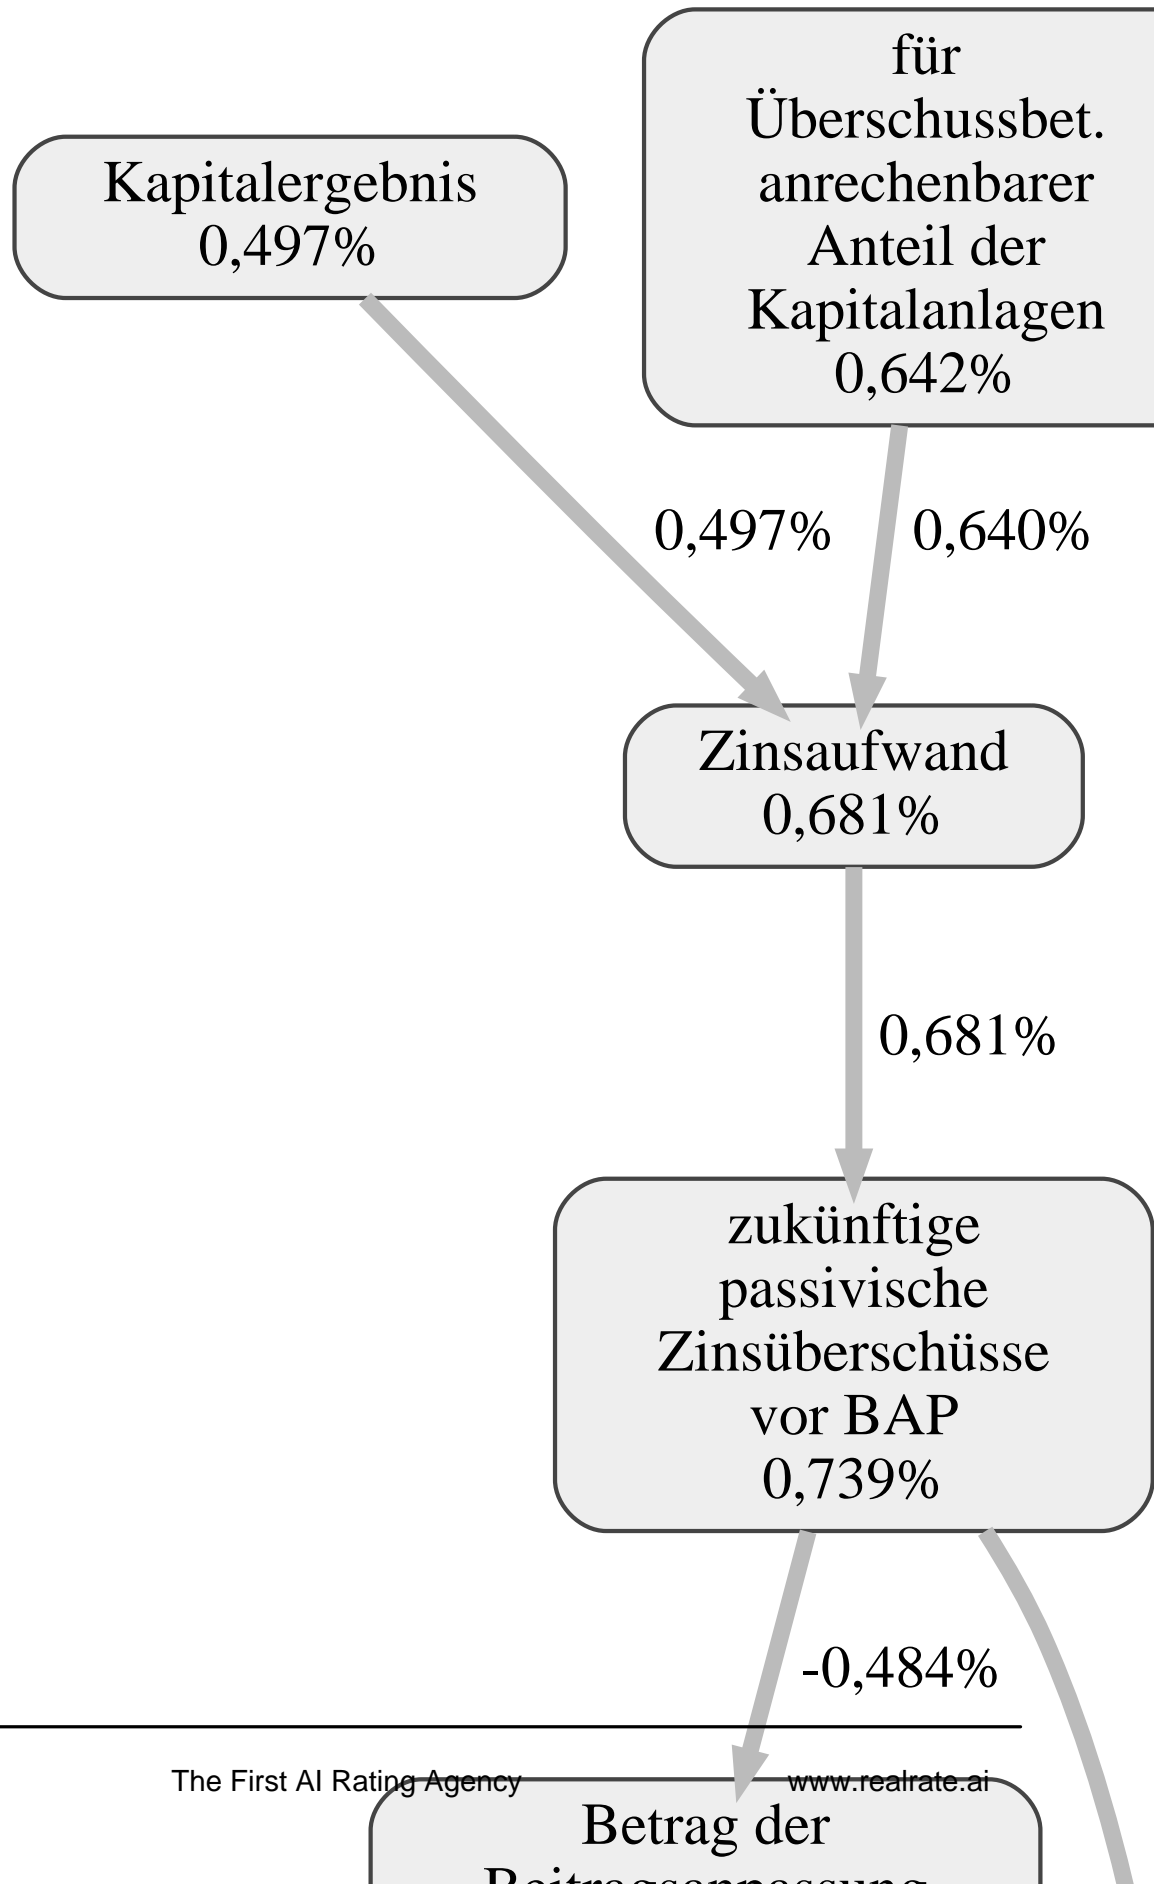 für
Überschussbet.
anrechenbarer
Anteil der
Kapitalanlagen
0,642%
Kapitalergebnis
0,497%
0,497%
0,640%
Zinsaufwand
0,681%
0,681%
zukünftige
passivische
Zinsüberschüsse
vor BAP
0,739%
-0,484%
The First AI Rating Agency
www.realrate.ai
Betrag der
Beitragsanpassung